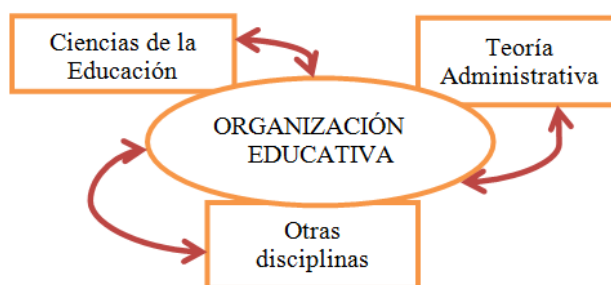 Ciencias de la
Educación
Teoría
Administrativa
ORGANIZACIÓN
EDUCATIVA
Otras
disciplinas